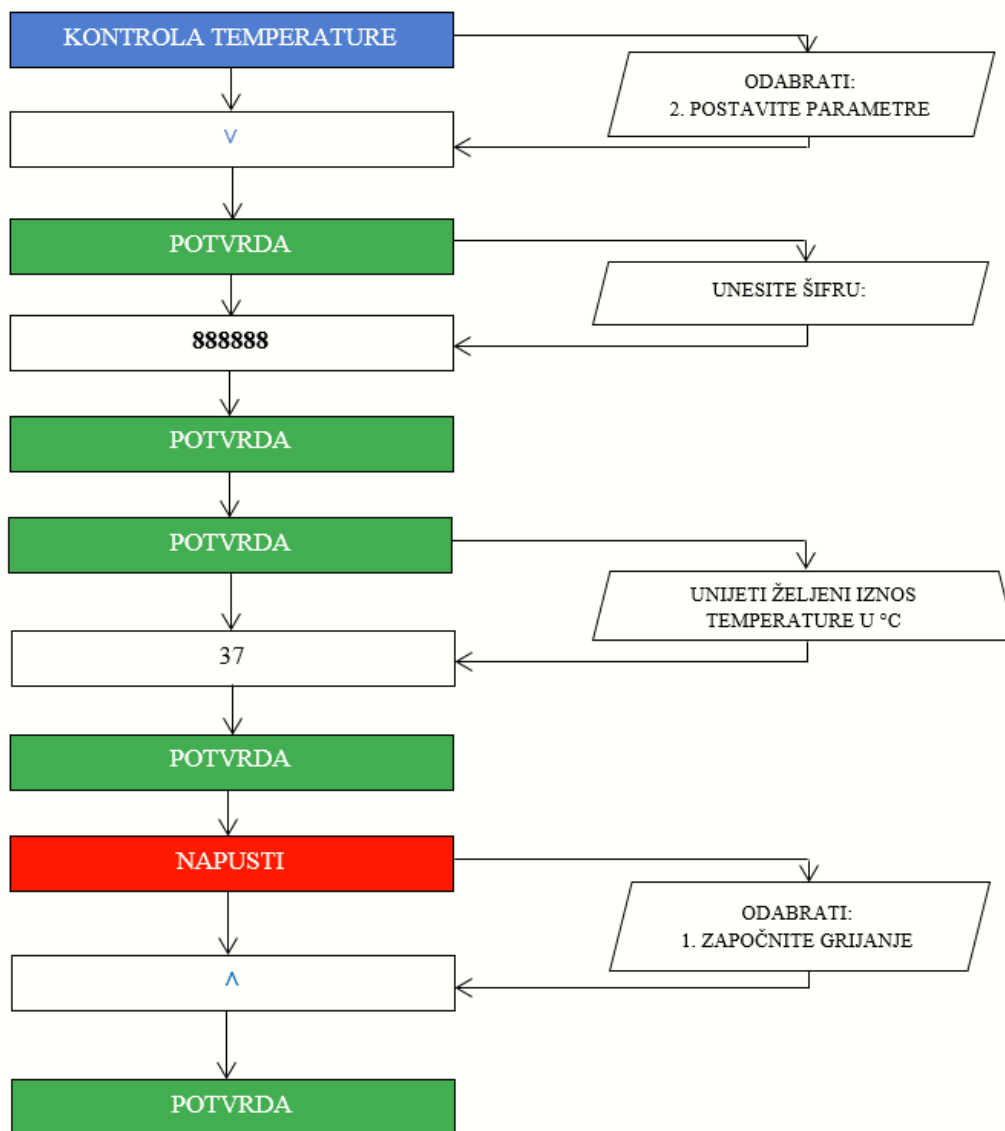 KONTROLA TEMPERATURE
ODABRATI:
2. POSTAVITE PARAMETRE
˅
POTVRDA
UNESITE ŠIFRU:
888888
POTVRDA
POTVRDA
UNIJETI ŽELJENI IZNOS
TEMPERATURE U °C
37
POTVRDA
NAPUSTI
ODABRATI:
1. ZAPOČNITE GRIJANJE
˄
POTVRDA